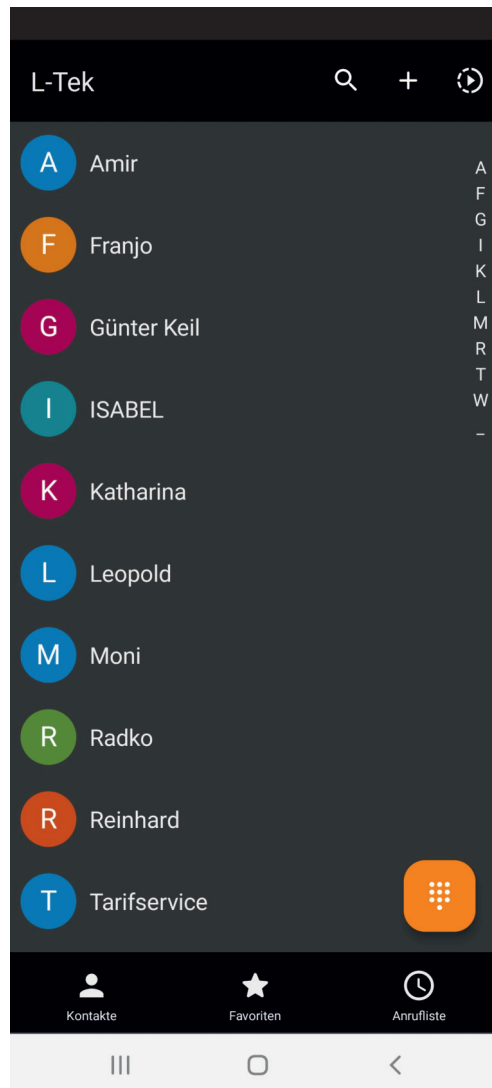 L-Tek
A Amir
F Franjo
G Günter Keil
I ISABEL
K Katharina
L Leopold
M Moni
R Radko
R Reinhard
T Tarifservice
A
F
G
I
K
L
M
R
T
W
_
Kontakte Favoriten Anrufliste